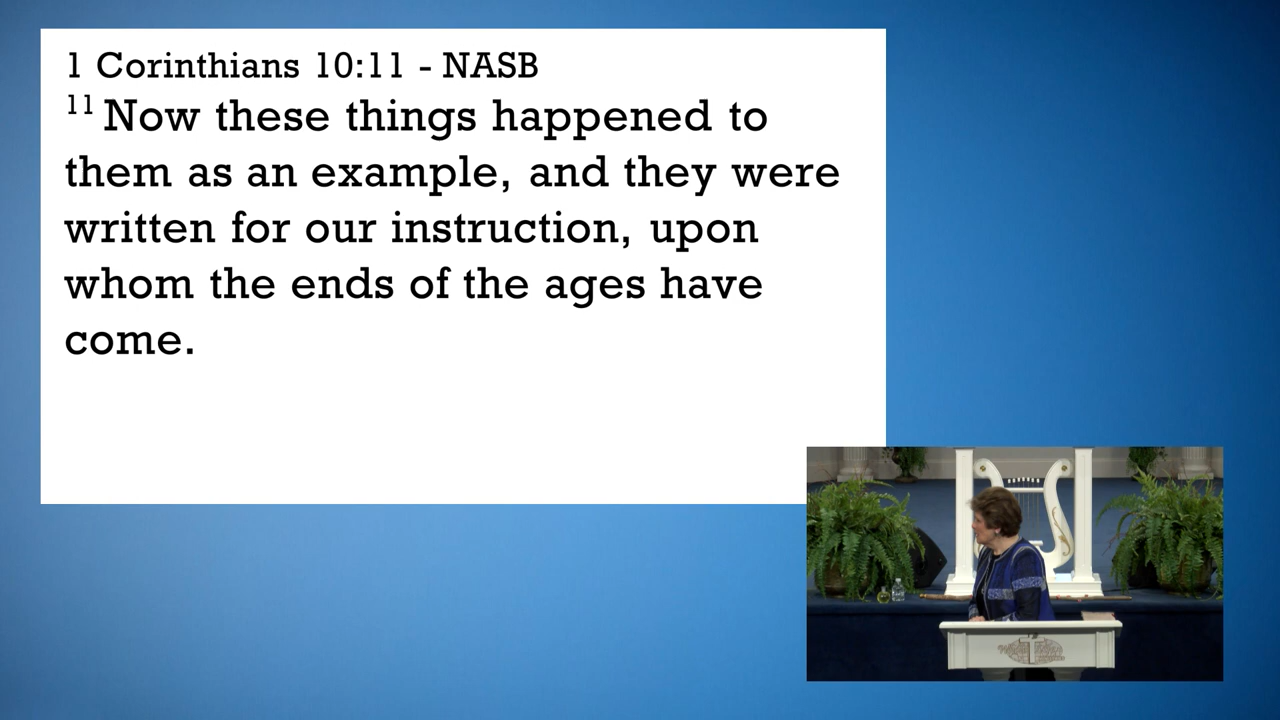 1 Corinthians 10:11 - NASB
11 Now these things happened to
them as an example, and they were
written for our instruction, upon
whom the ends of the ages have
come.